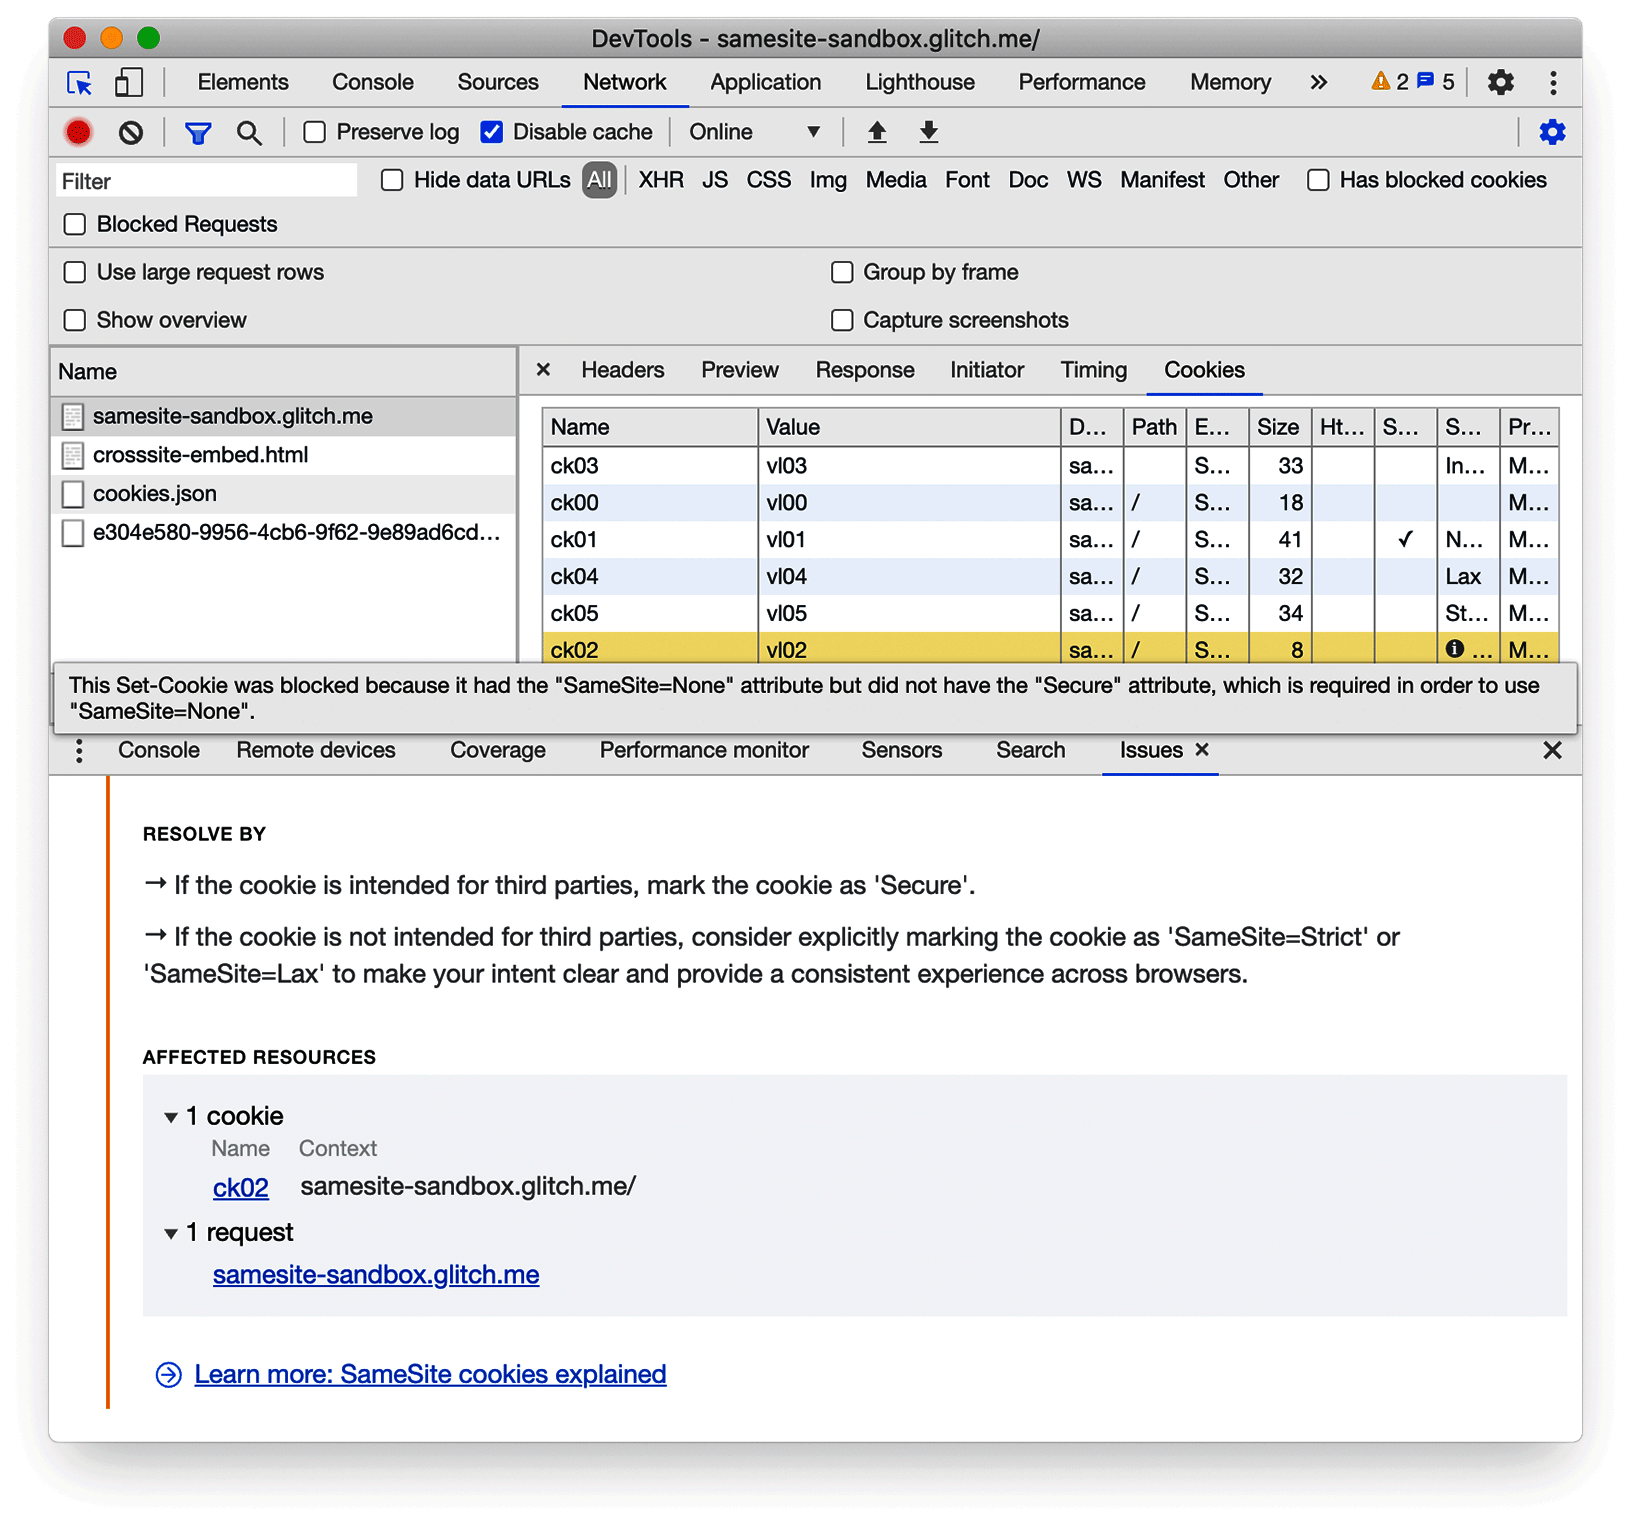 DevTools - samesite-sandbox.glitch.me/
Elements Console Sources Network Application Lighthouse Performance Memory » 2 5
Preserve log Disable cache Online ▼
Filter Hide data URLs All XHR JS CSS Img Media Font Doc WS Manifest Other Has blocked cookies
Blocked Requests
Use large request rows Group by frame
Show overview Capture screenshots
Name
samesite-sandbox.glitch.me
crosssite-embed.html
cookies.json
e304e580-9956-4cb6-9f62-9e89ad6cd...
× Headers Preview Response Initiator Timing Cookies
Name Value D... Path E... Size Ht... S... S... Pr...
ck03 vl03 sa... S... 33 In... M...
ck00 vl00 sa... / S... 18 M...
ck01 vl01 sa... / S... 41 ✓ N... M...
ck04 vl04 sa... / S... 32 Lax M...
ck05 vl05 sa... / S... 34 St... M...
ck02 vl02 sa... / S... 8 ... M...
This Set-Cookie was blocked because it had the "SameSite=None" attribute but did not have the "Secure" attribute, which is required in order to use
"SameSite=None".
Console Remote devices Coverage Performance monitor Sensors Search Issues × ×
RESOLVE BY
→ If the cookie is intended for third parties, mark the cookie as 'Secure'.
→ If the cookie is not intended for third parties, consider explicitly marking the cookie as 'SameSite=Strict' or
'SameSite=Lax' to make your intent clear and provide a consistent experience across browsers.
AFFECTED RESOURCES
▼ 1 cookie
Name Context
ck02 samesite-sandbox.glitch.me/
▼ 1 request
samesite-sandbox.glitch.me
Learn more: SameSite cookies explained